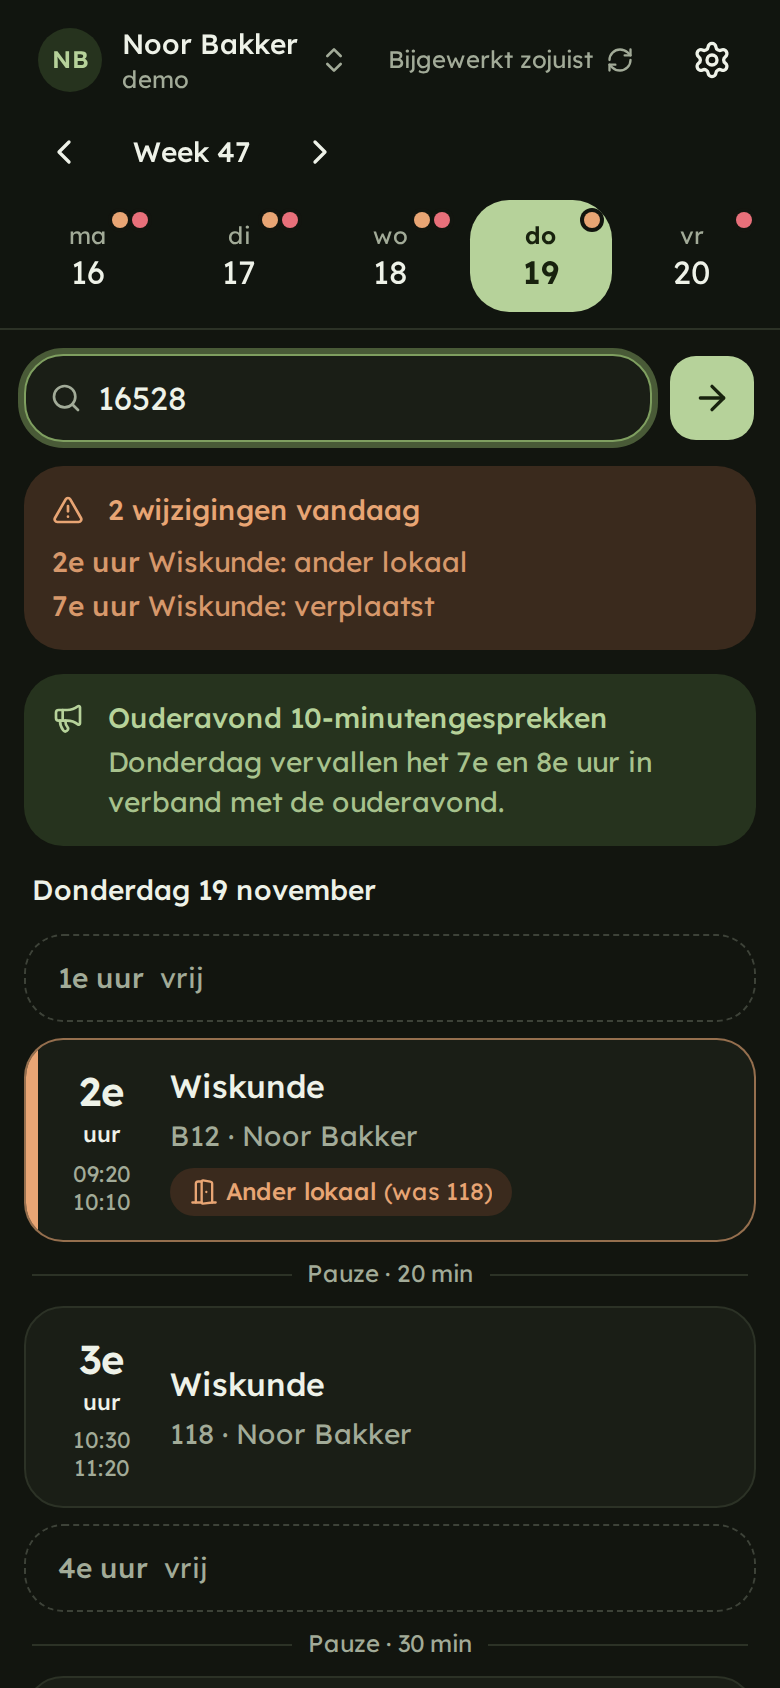 NB Noor Bakker
demo
Bijgewerkt zojuist
Week 47
ma di wo do vr
16 17 18 19 20
16528
2 wijzigingen vandaag
2e uur Wiskunde: ander lokaal
7e uur Wiskunde: verplaatst
Ouderavond 10-minutengesprekken
Donderdag vervallen het 7e en 8e uur in
verband met de ouderavond.
Donderdag 19 november
1e uur vrij
2e
uur
09:20
10:10
Wiskunde
B12 · Noor Bakker
Ander lokaal (was 118)
Pauze · 20 min
3e
uur
10:30
11:20
Wiskunde
118 · Noor Bakker
4e uur vrij
Pauze · 30 min